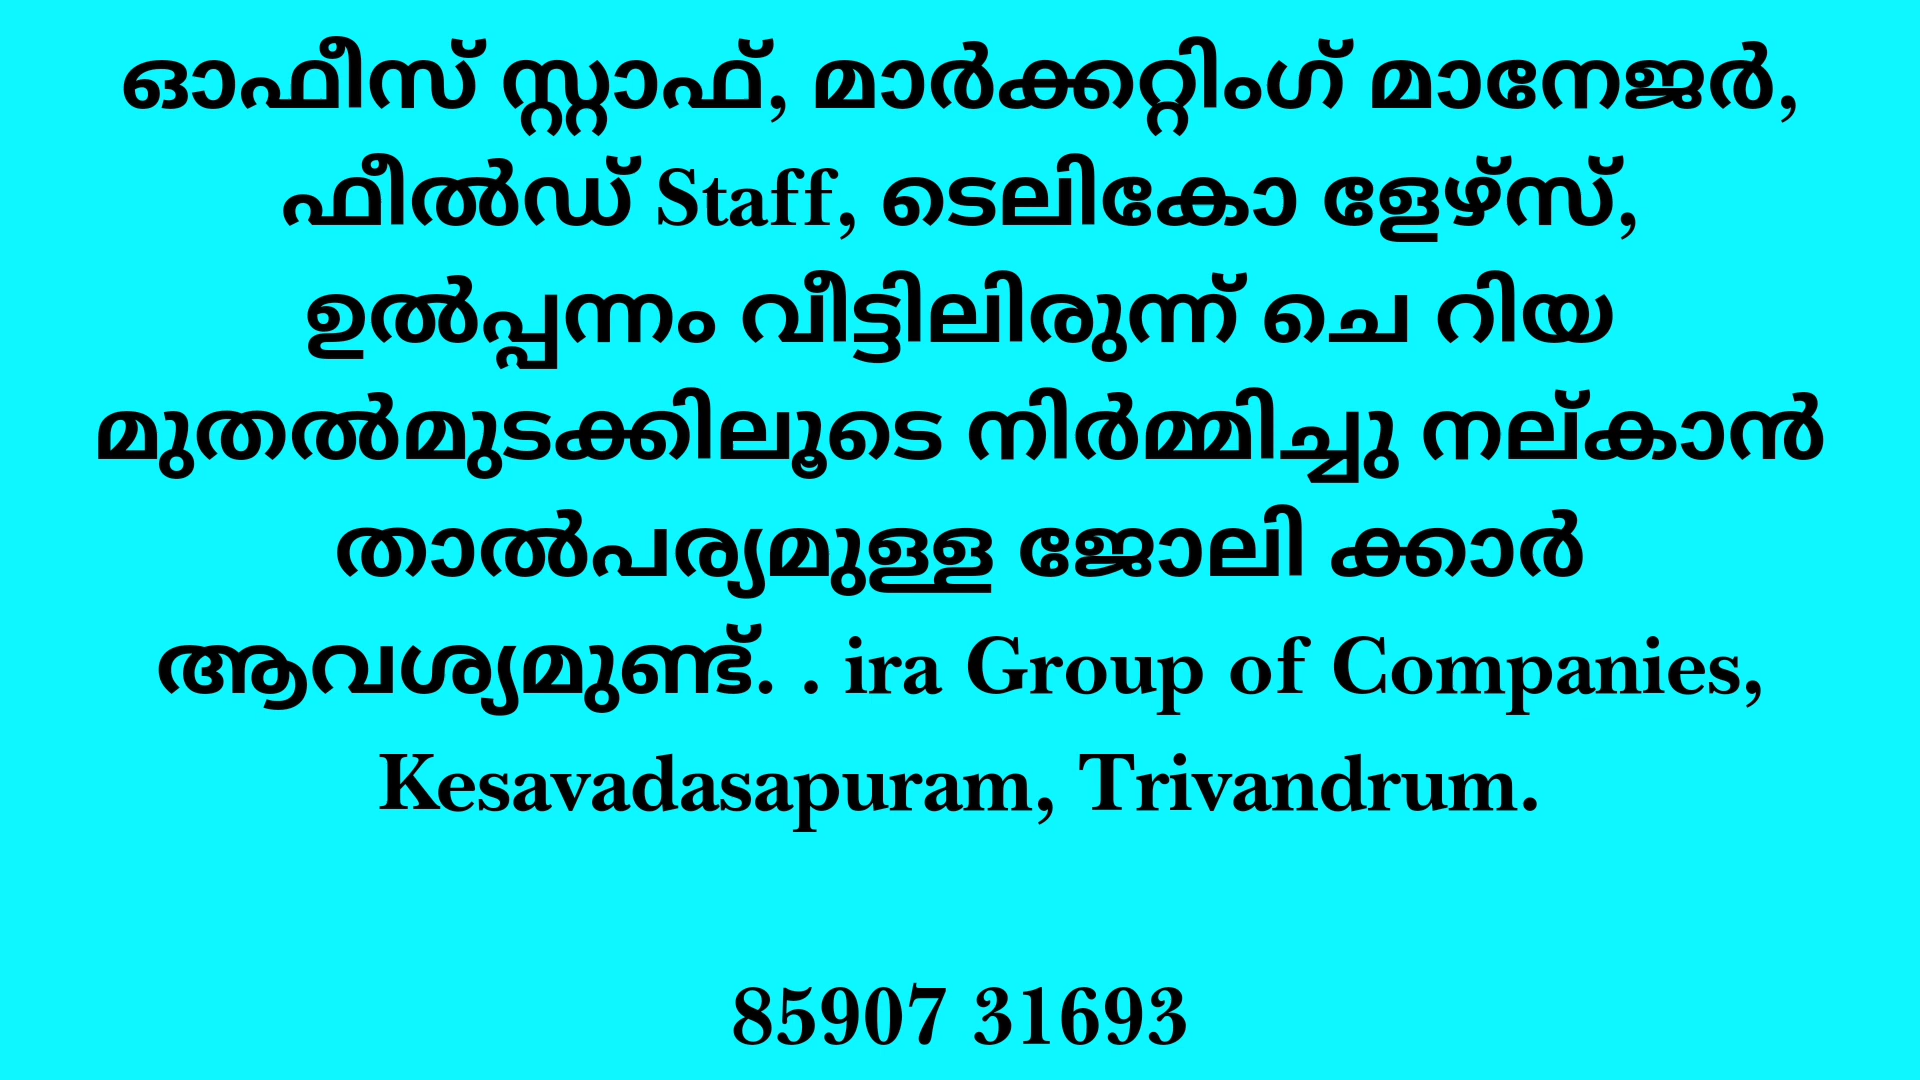 ഓഫീസ് സ്റ്റാഫ്, മാർക്കറ്റിംഗ് മാനേജർ,
ഫീൽഡ് Staff, ടെലികോ ളേഴ്സ്,
ഉൽപ്പന്നം വീട്ടിലിരുന്ന് ചെ റിയ
മുതൽമുടക്കിലൂടെ നിർമ്മിച്ചു നല്കാൻ
താൽപര്യമുള്ള ജോലി ക്കാർ
ആവശ്യമുണ്ട്. . ira Group of Companies,
Kesavadasapuram, Trivandrum.
85907 31693